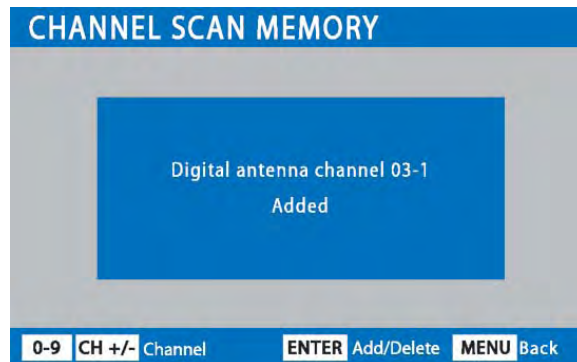 CHANNEL SCAN MEMORY
Digital antenna channel 03-1
Added
0-9 CH +/- Channel ENTER Add/Delete MENU Back